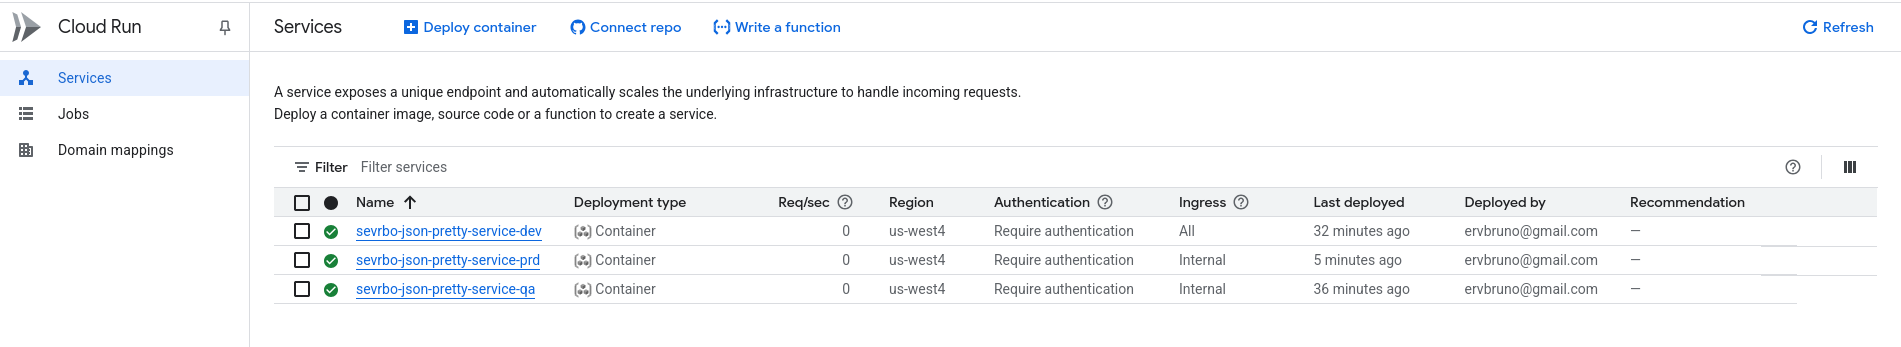 Cloud Run
Services
Deploy container
Connect repo
Write a function
Refresh
Services
Jobs
Domain mappings
A service exposes a unique endpoint and automatically scales the underlying infrastructure to handle incoming requests.
Deploy a container image, source code or a function to create a service.
Filter Filter services
Name Deployment type Req/sec Region Authentication Ingress Last deployed Deployed by Recommendation
sevrbo-json-pretty-service-dev Container 0 us-west4 Require authentication All 32 minutes ago ervbruno@gmail.com —
sevrbo-json-pretty-service-prd Container 0 us-west4 Require authentication Internal 5 minutes ago ervbruno@gmail.com —
sevrbo-json-pretty-service-qa Container 0 us-west4 Require authentication Internal 36 minutes ago ervbruno@gmail.com —